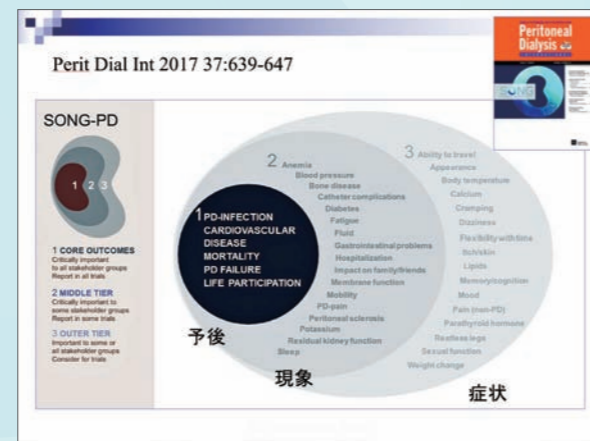 Perit Dial Int 2017 37:639-647
Peritoneal
Dialysis
SONG
SONG-PD
1 2 3
1 CORE OUTCOMES
Critically important
to all stakeholder groups
Report in all trials
2 MIDDLE TIER
Critically important to
some stakeholder groups
Report in some trials
3 OUTER TIER
Important to some or
all stakeholder groups
Consider for trials
1 PD-INFECTION
CARDIOVASCULAR
DISEASE
MORTALITY
PD FAILURE
LIFE PARTICIPATION
予後
2 Anemia
Blood pressure
Bone disease
Catheter complications
Diabetes
Fatigue
Fluid
Gastrointestinal problems
Hospitalization
Impact on family/friends
Membrane function
Mobility
PD-pain
Peritoneal sclerosis
Potassium
Residual kidney function
Sleep
現象
3 Ability to travel
Appearance
Body temperature
Calcium
Cramping
Dizziness
Flexibility with time
Itch/skin
Lipids
Memory/cognition
Mood
Pain (non-PD)
Parathyroid hormone
Restless legs
Sexual function
Weight change
症状